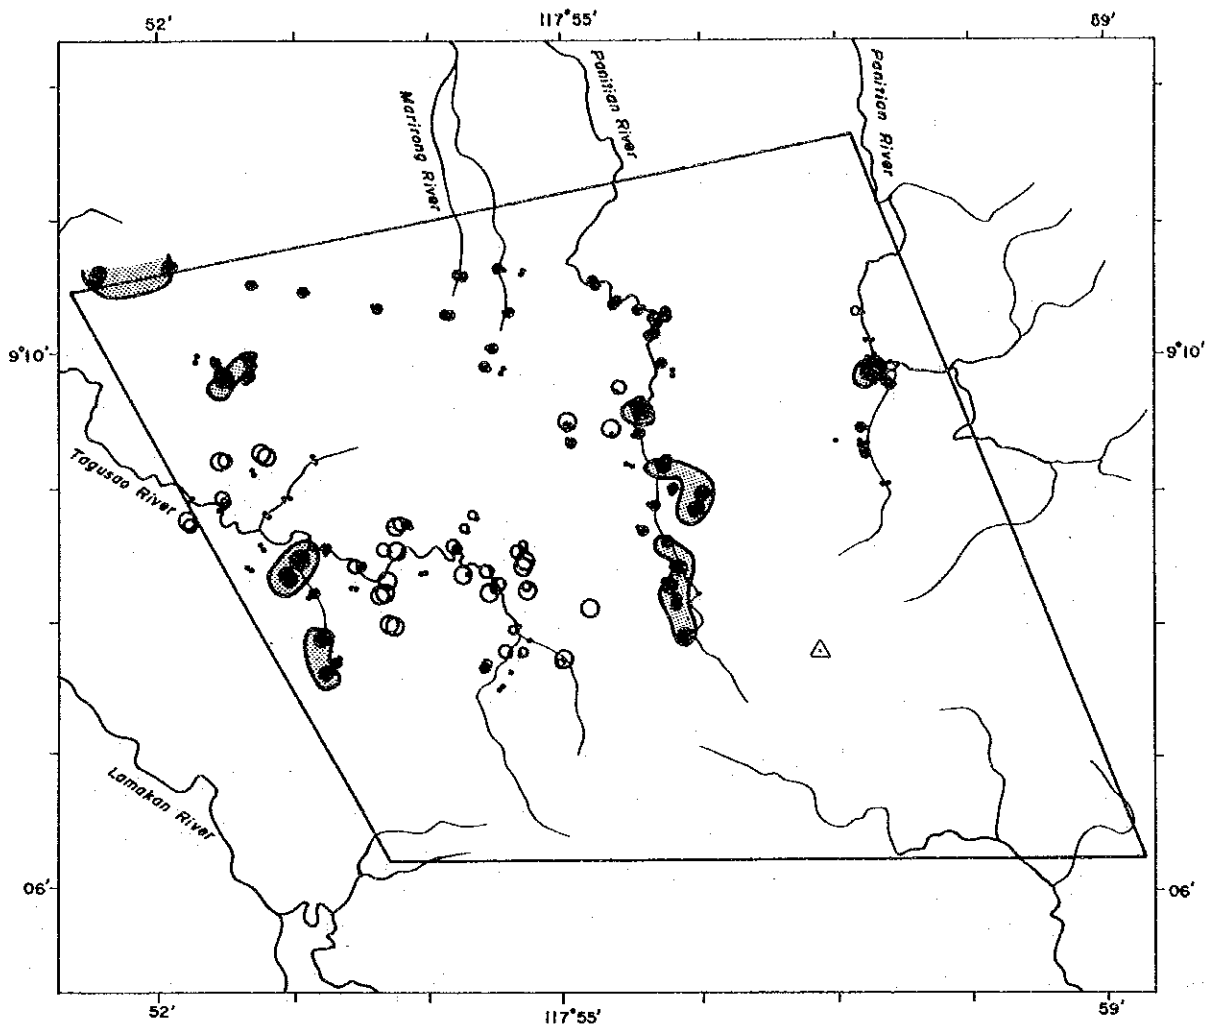 52'
117°55'
59'
Marirong River
Panitian River
Panitian River
9°10'
9°10'
Tagusao River
Lamakan River
06'
06'
52'
117°55'
59'